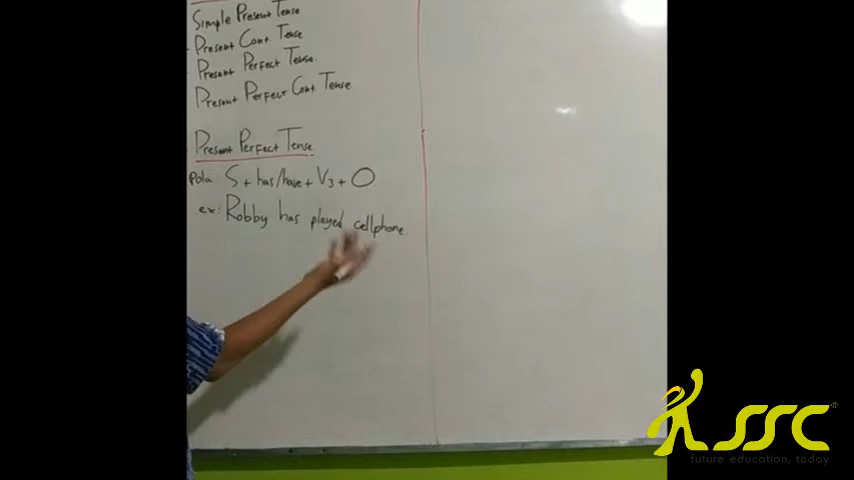 Simple Present Tense
Present Cont Tense
Present Perfect Tense.
Present Perfect Cont. Tense
Present Perfect Tense.
Pola S + has/have + V3 + O
ex: Robby has played cellphone.
SSC®
future education, today